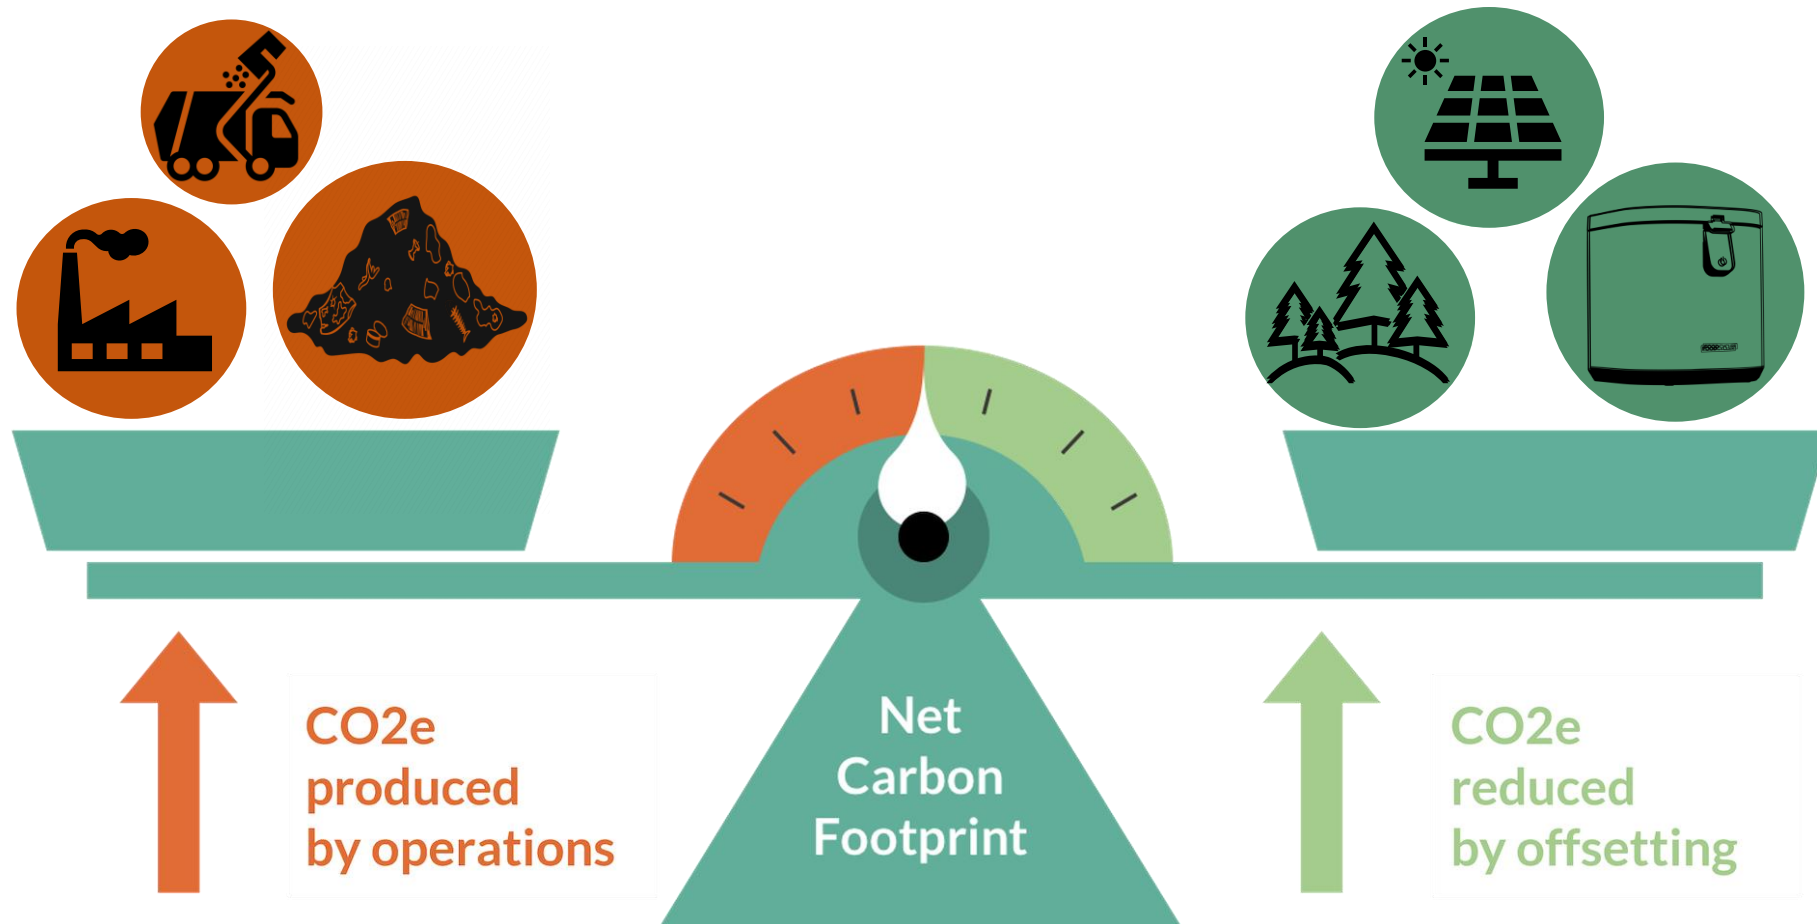 CO2e
produced
by operations
Net
Carbon
Footprint
CO2e
reduced
by offsetting